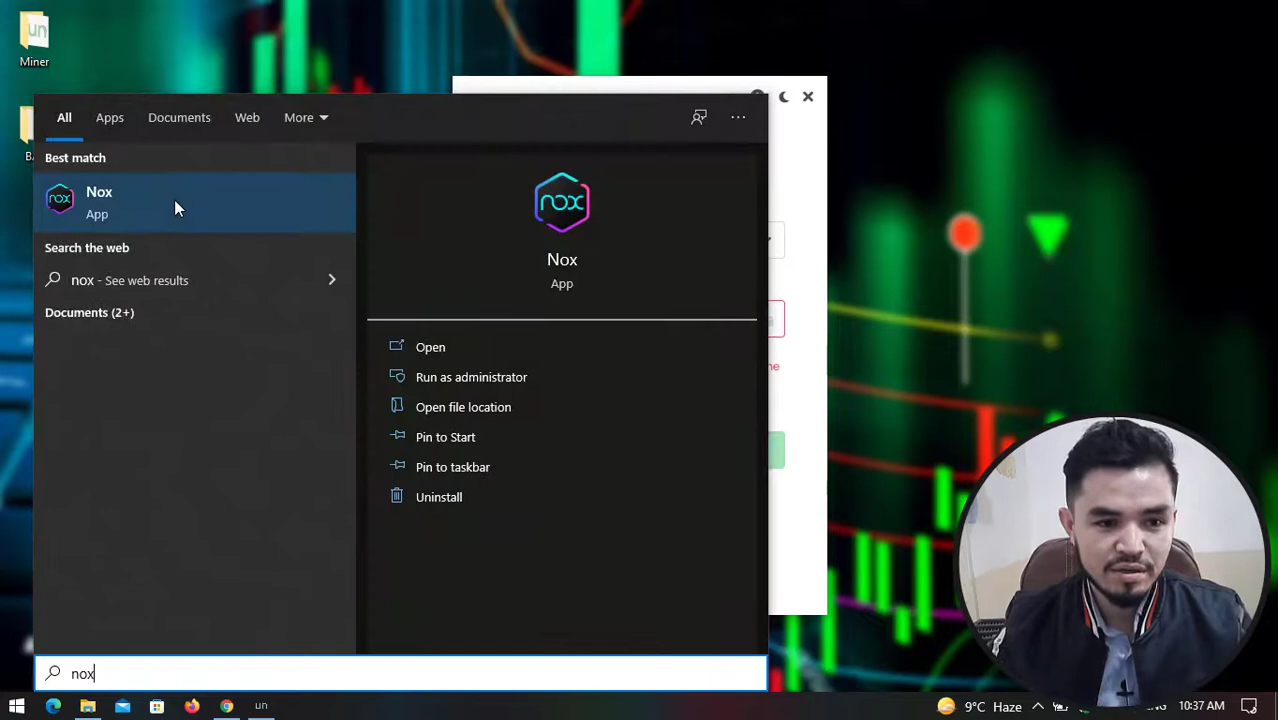 un
Miner
BA
All
Apps
Documents
Web
More
Best match
Nox
App
Search the web
nox - See web results
Documents (2+)
nox
Nox
App
Open
Run as administrator
Open file location
Pin to Start
Pin to taskbar
Uninstall
nox
un
9°C Haze
10:37 AM